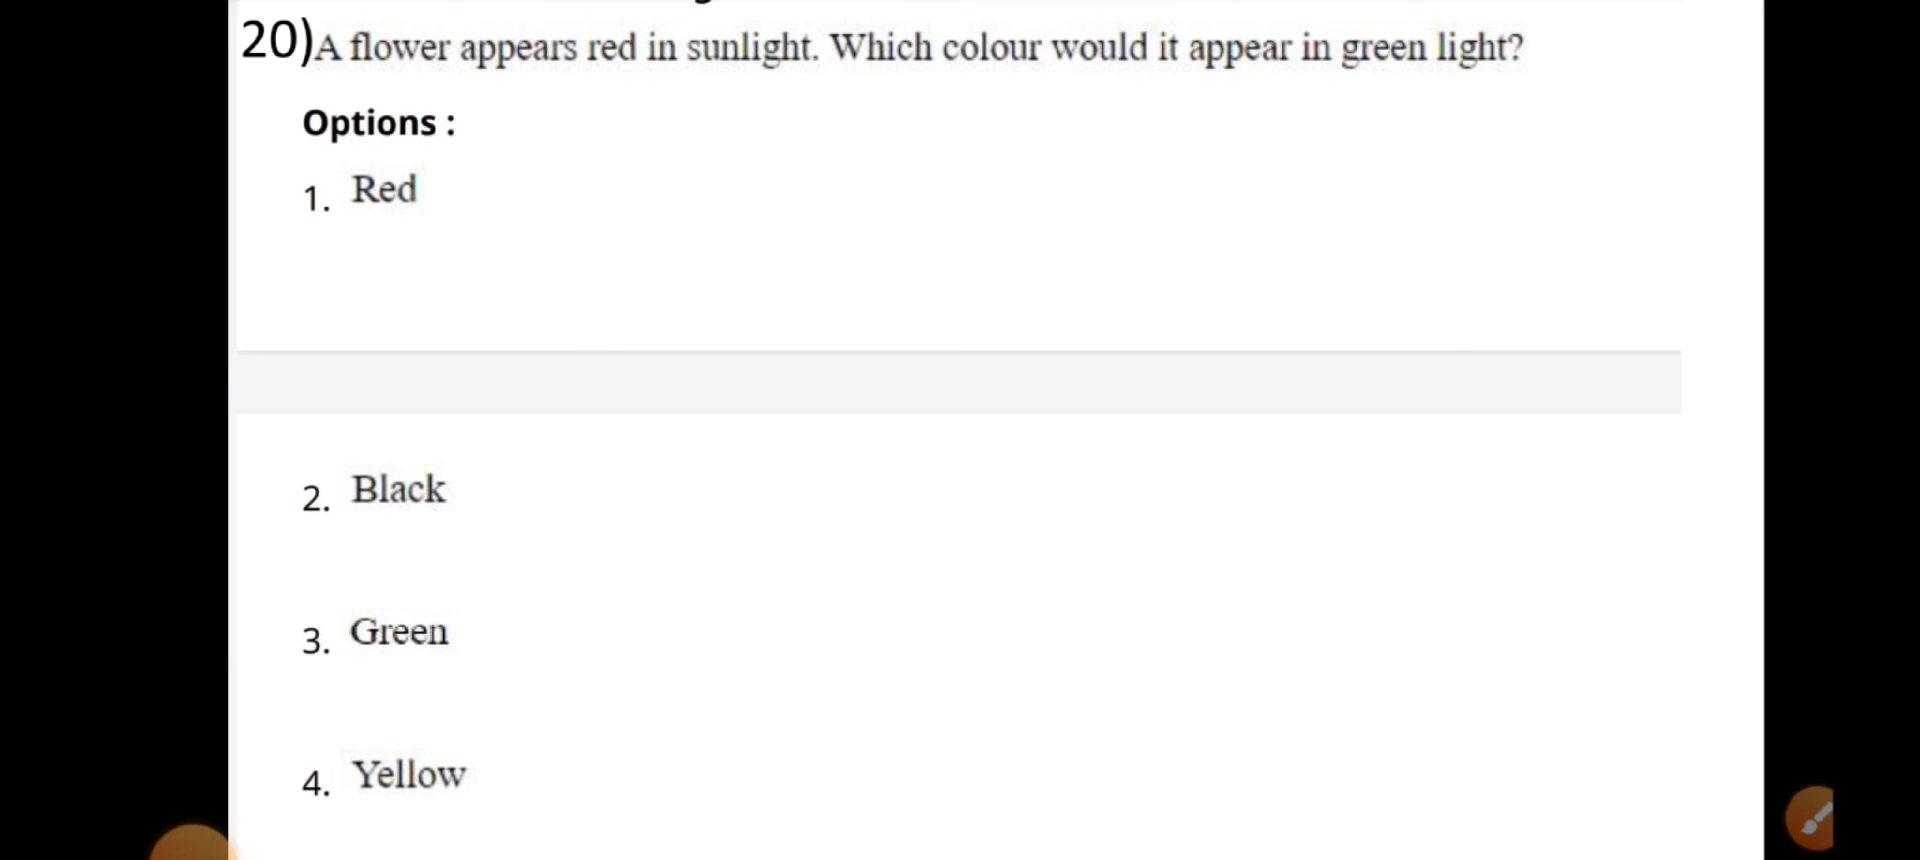 20)A flower appears red in sunlight. Which colour would it appear in green light?
Options :
1. Red
2. Black
3. Green
4. Yellow